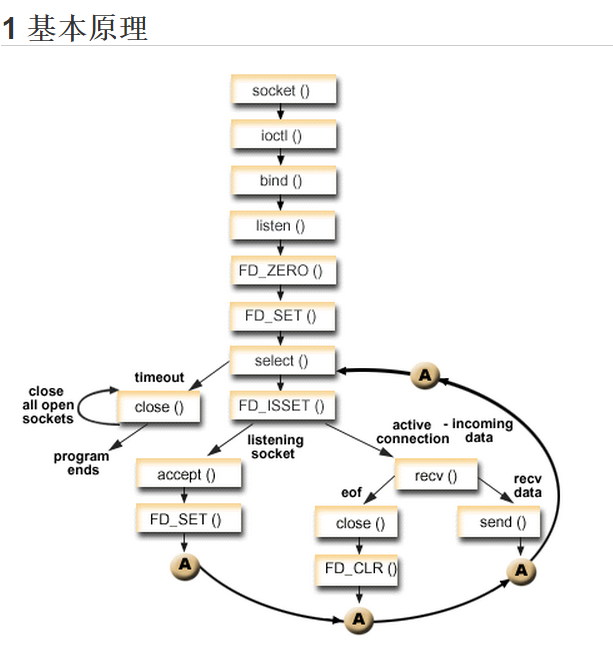 1 基本原理
socket ()
ioctl ()
bind ()
listen ()
FD_ZERO ()
FD_SET ()
select ()
A
timeout
close
all open
sockets
close ()
FD_ISSET ()
program
ends
listening
socket
active
connection
- incoming
data
accept ()
recv ()
eof
recv
data
FD_SET ()
close ()
send ()
A
FD_CLR ()
A
A